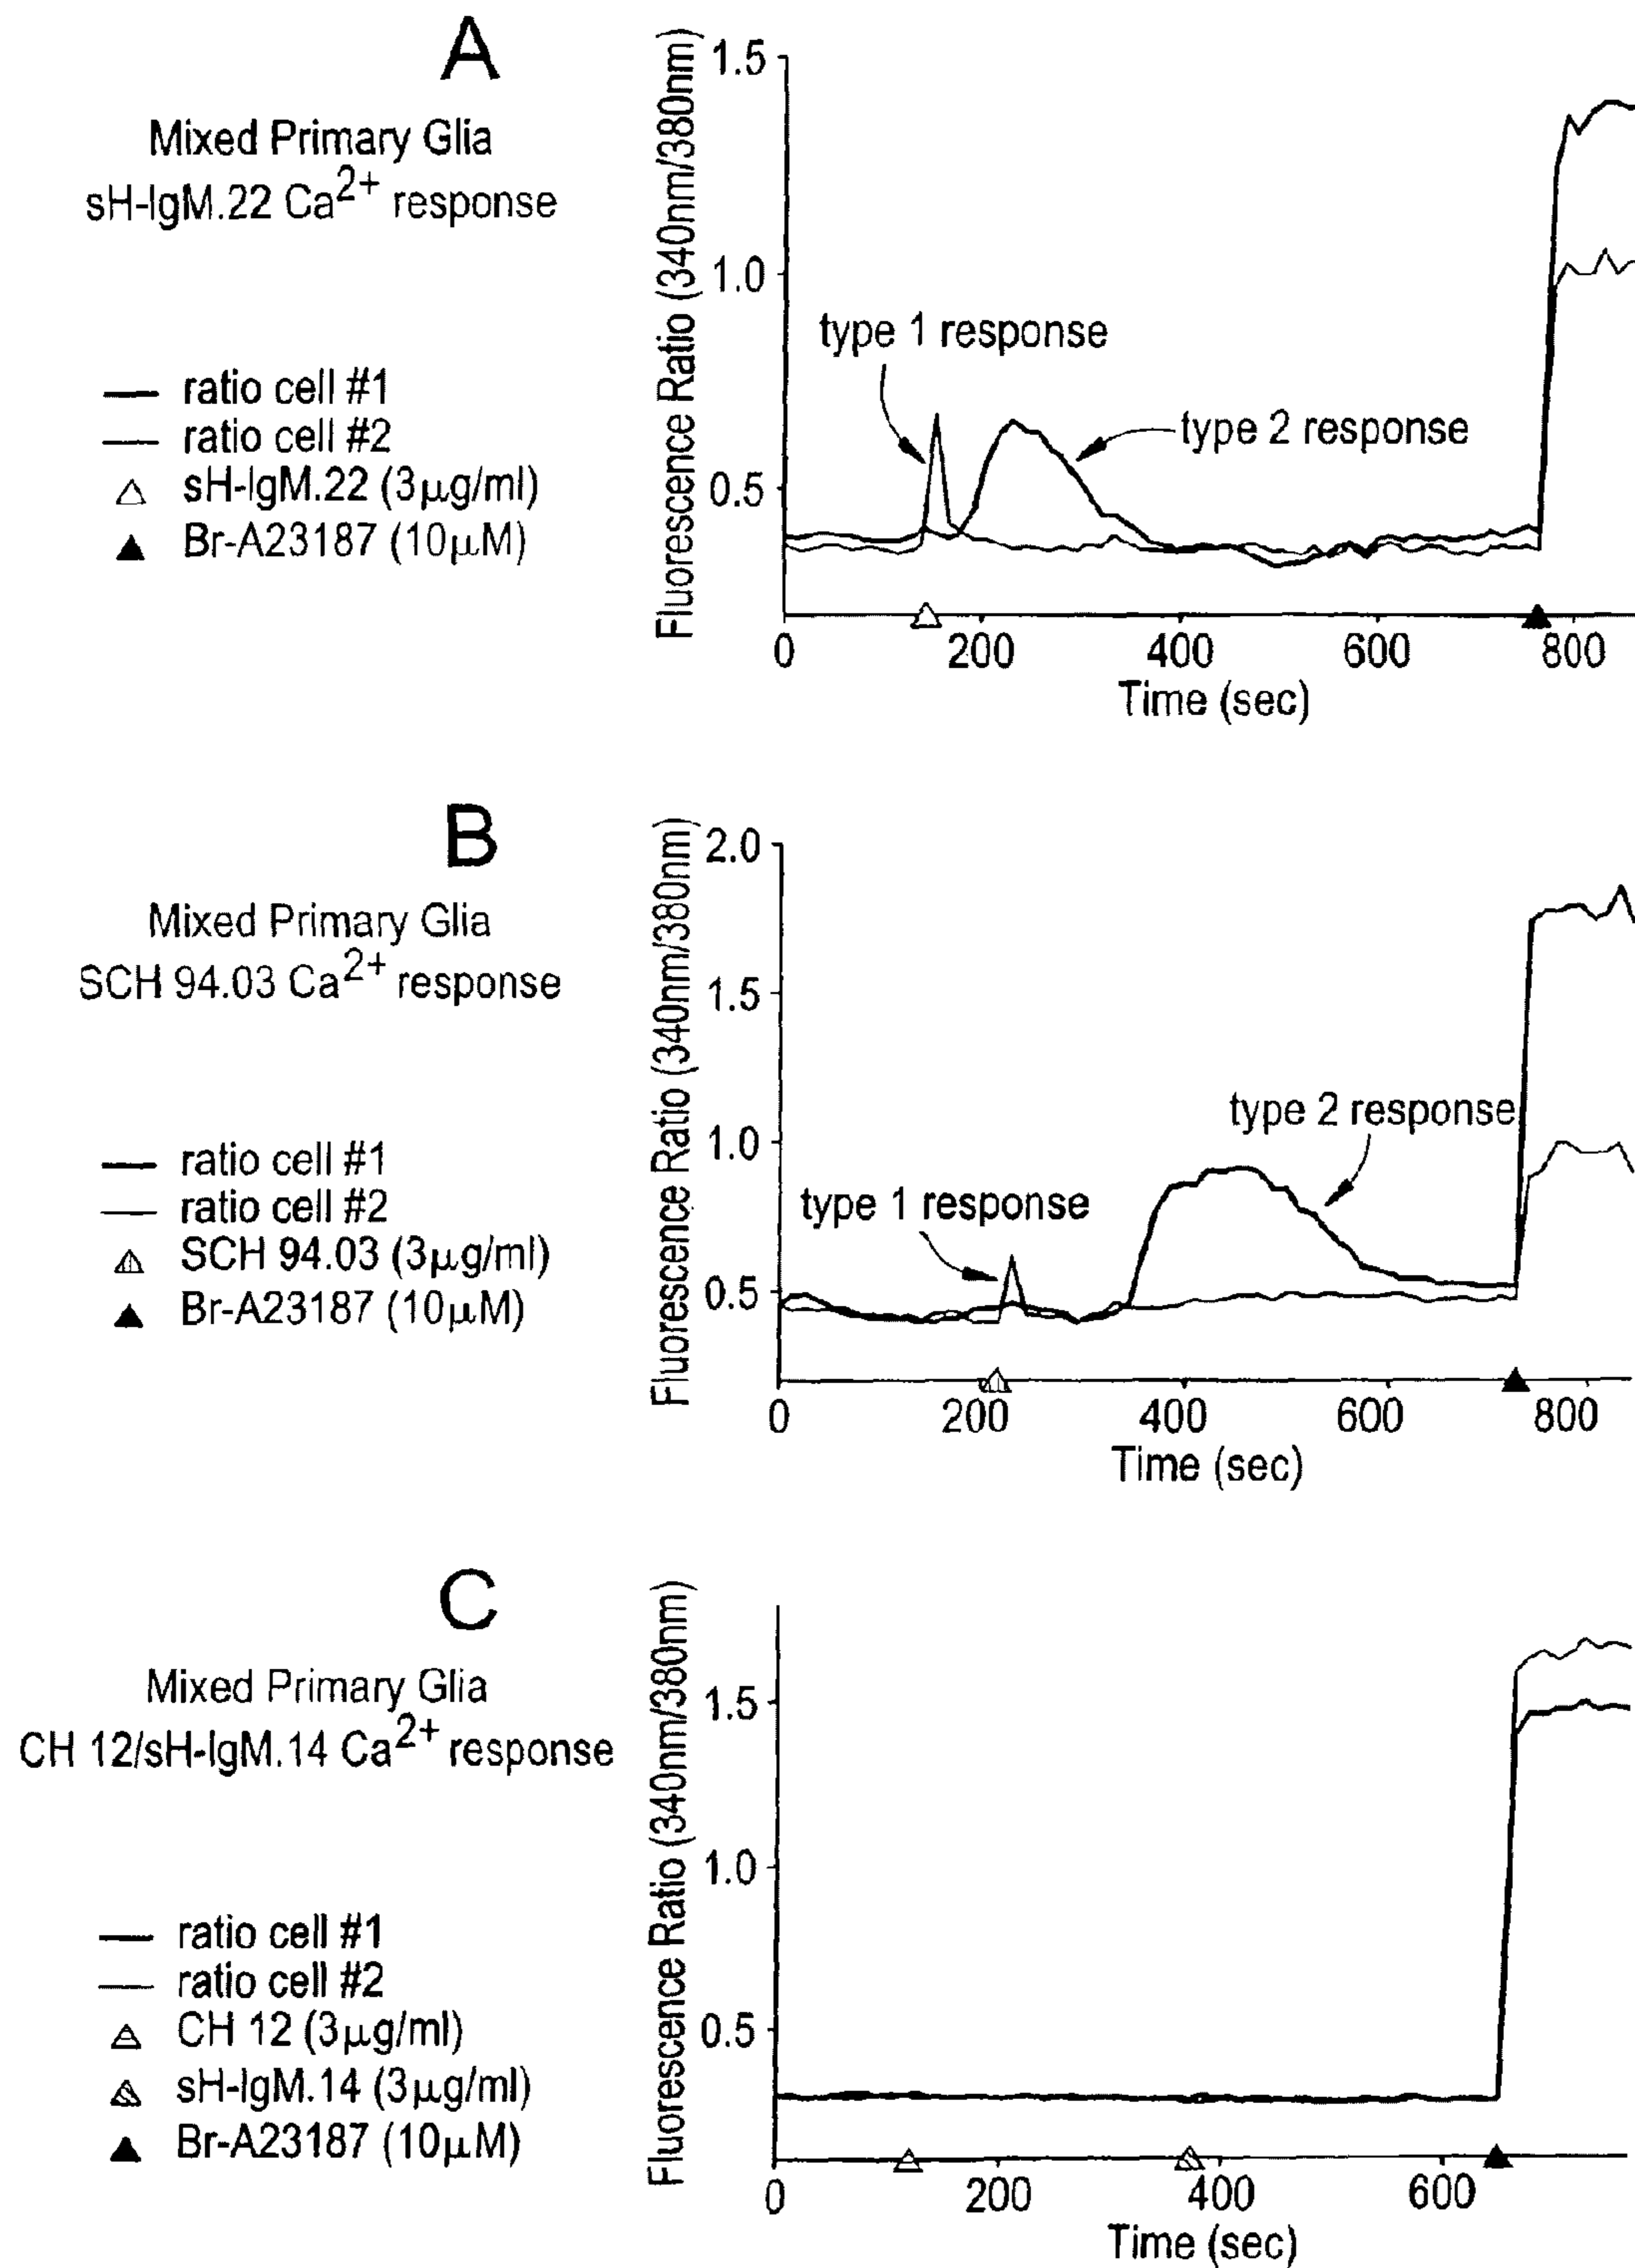 A
Mixed Primary Glia
sH-IgM.22 Ca2+ response
ratio cell #1
ratio cell #2
sH-IgM.22 (3μg/ml)
Br-A23187 (10μM)
Fluorescence Ratio (340nm/380nm)
1.5
1.0
0.5
type 1 response
type 2 response
0 200 400 600 800
Time (sec)
B
Mixed Primary Glia
SCH 94.03 Ca2+ response
ratio cell #1
ratio cell #2
SCH 94.03 (3μg/ml)
Br-A23187 (10μM)
Fluorescence Ratio (340nm/380nm)
2.0
1.5
1.0
0.5
type 2 response
type 1 response
0 200 400 600 800
Time (sec)
C
Mixed Primary Glia
CH 12/sH-IgM.14 Ca2+ response
ratio cell #1
ratio cell #2
CH 12 (3μg/ml)
sH-IgM.14 (3μg/ml)
Br-A23187 (10μM)
Fluorescence Ratio (340nm/380nm)
1.5
1.0
0.5
0 200 400 600
Time (sec)